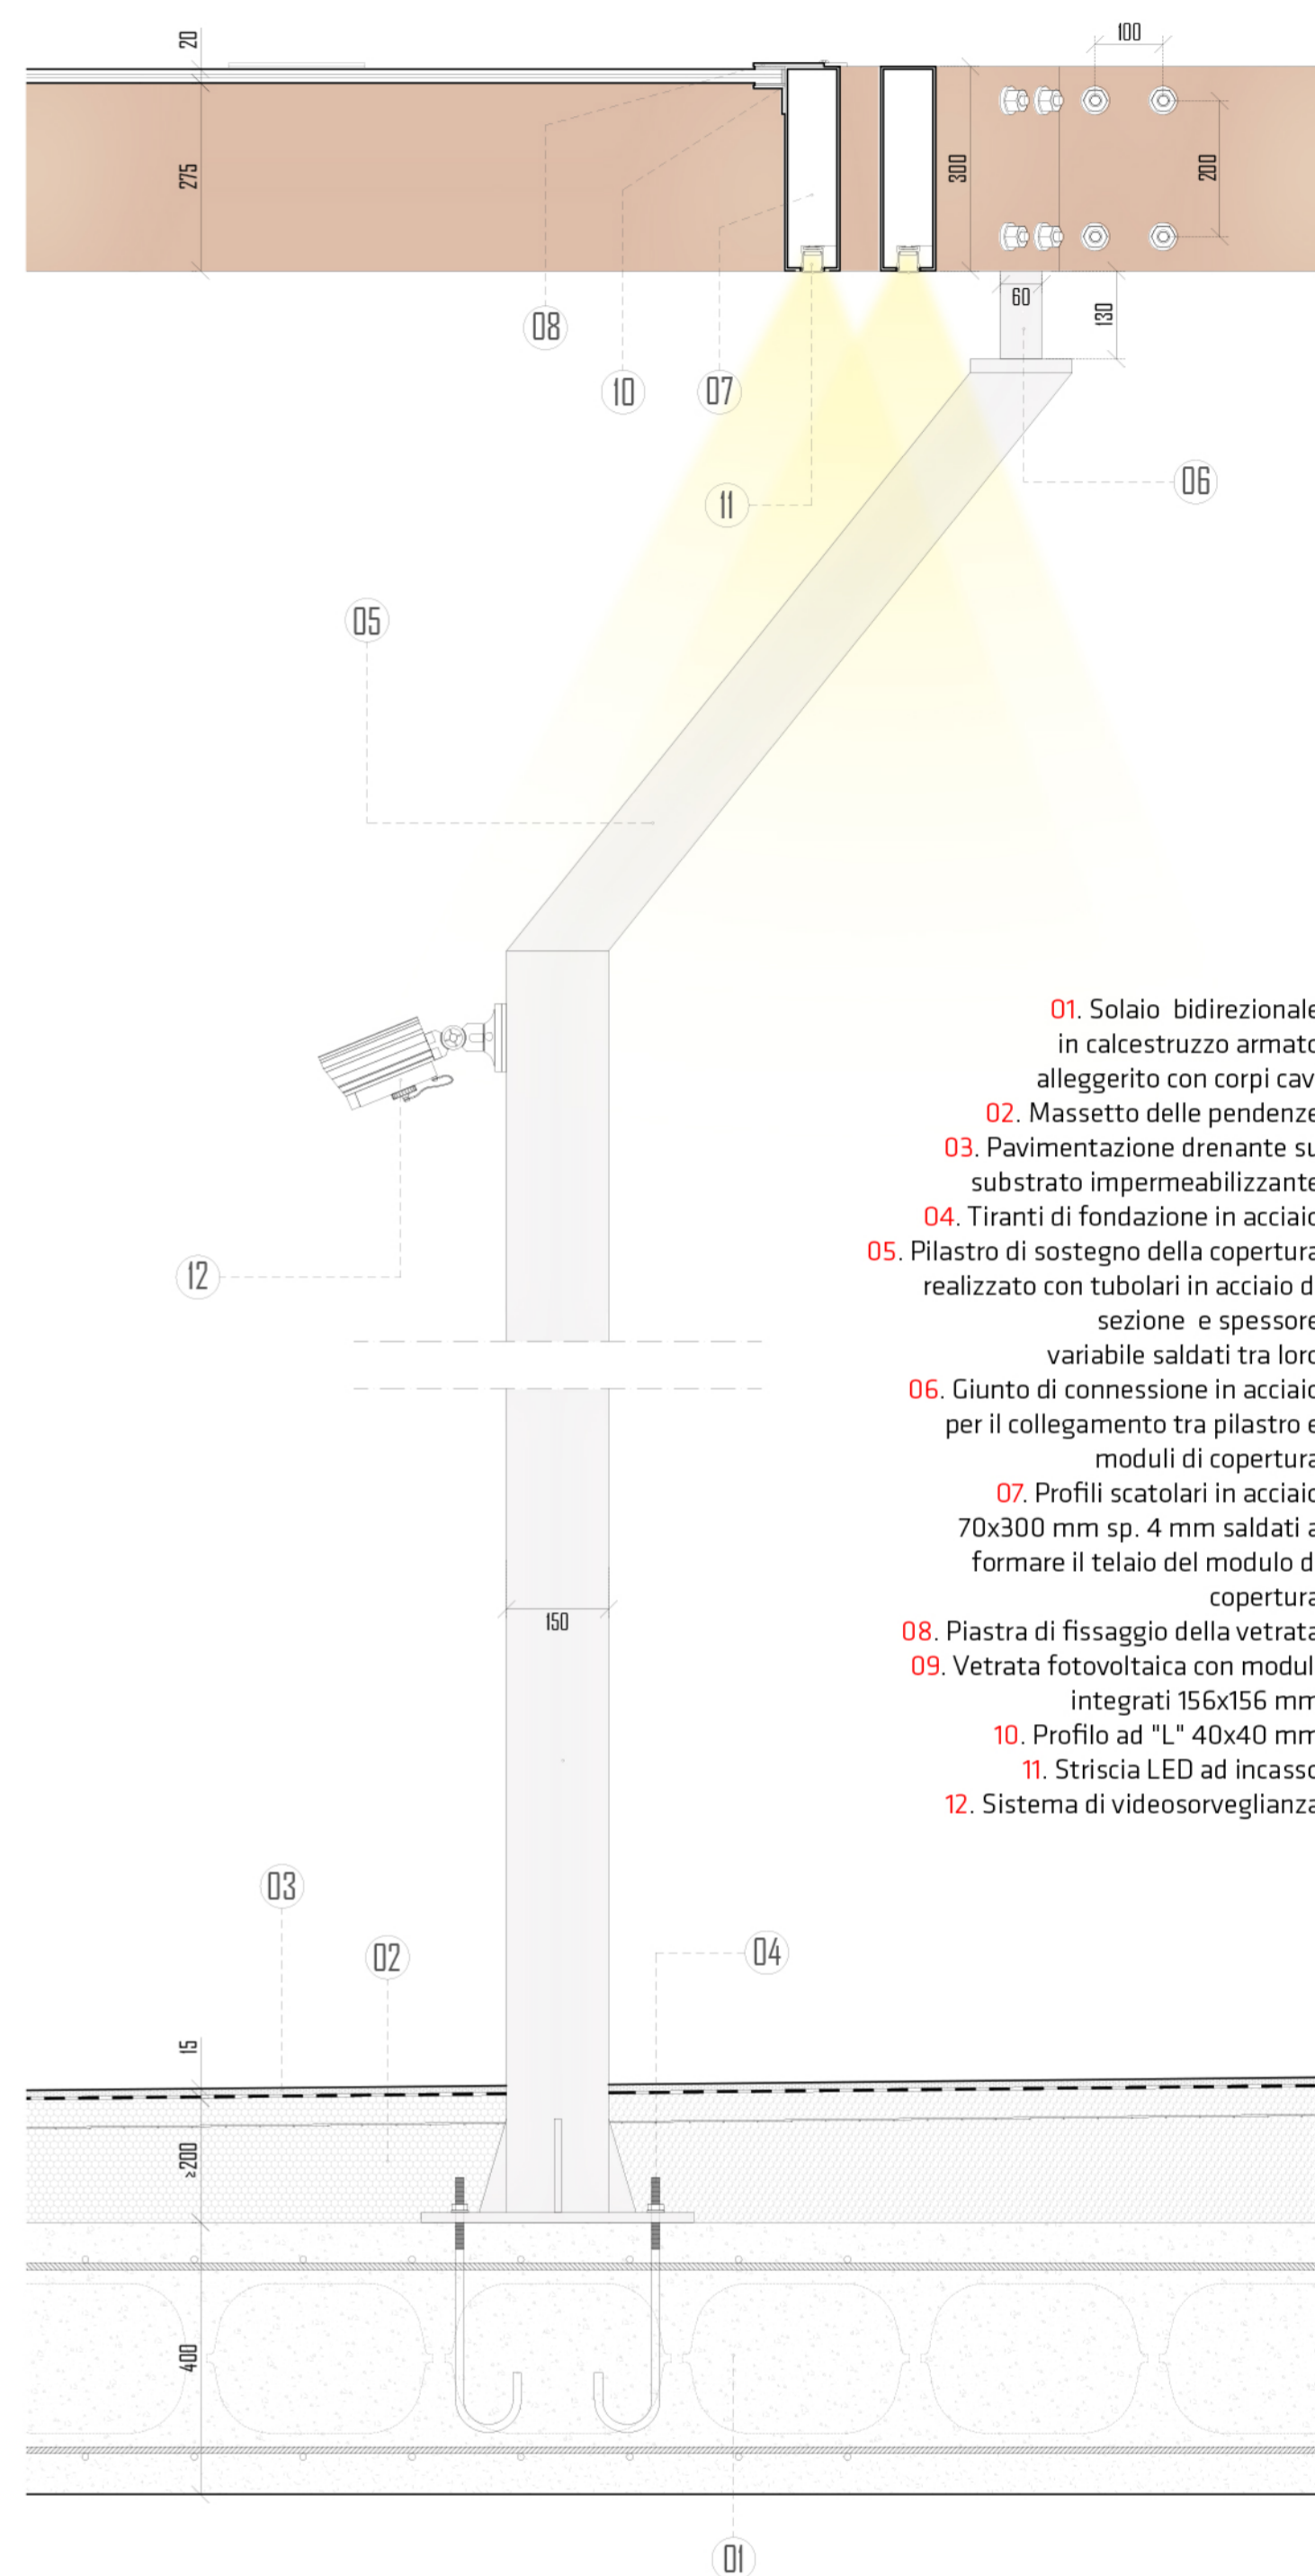 20
100
275
300
200
60
130
08
10
07
11
06
05
12
01. Solaio bidirezionale
in calcestruzzo armato
alleggerito con corpi cavi
02. Massetto delle pendenze
03. Pavimentazione drenante su
substrato impermeabilizzante
04. Tiranti di fondazione in acciaio
05. Pilastro di sostegno della copertura
realizzato con tubolari in acciaio di
sezione e spessore
variabile saldati tra loro
06. Giunto di connessione in acciaio
per il collegamento tra pilastro e
moduli di copertura
07. Profili scatolari in acciaio
70x300 mm sp. 4 mm saldati a
formare il telaio del modulo di
copertura
08. Piastra di fissaggio della vetrata
09. Vetrata fotovoltaica con moduli
integrati 156x156 mm
10. Profilo ad "L" 40x40 mm
11. Striscia LED ad incasso
12. Sistema di videosorveglianza
150
03
02
04
15
≥200
400
01